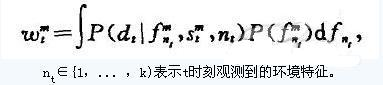 w_t^m = ∫P(d_t | f_{n_t}^m, s_t^m, n_t)P(f_{n_t}^m)df_{n_t},
n_t∈{1, ..., k)表示t时刻观测到的环境特征。